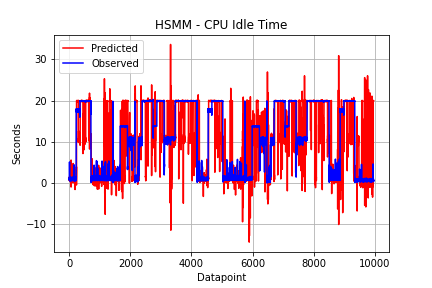 HSMM - CPU Idle Time
Predicted
Observed
30
20
10
0
−10
Seconds
0
2000
4000
6000
8000
10000
Datapoint